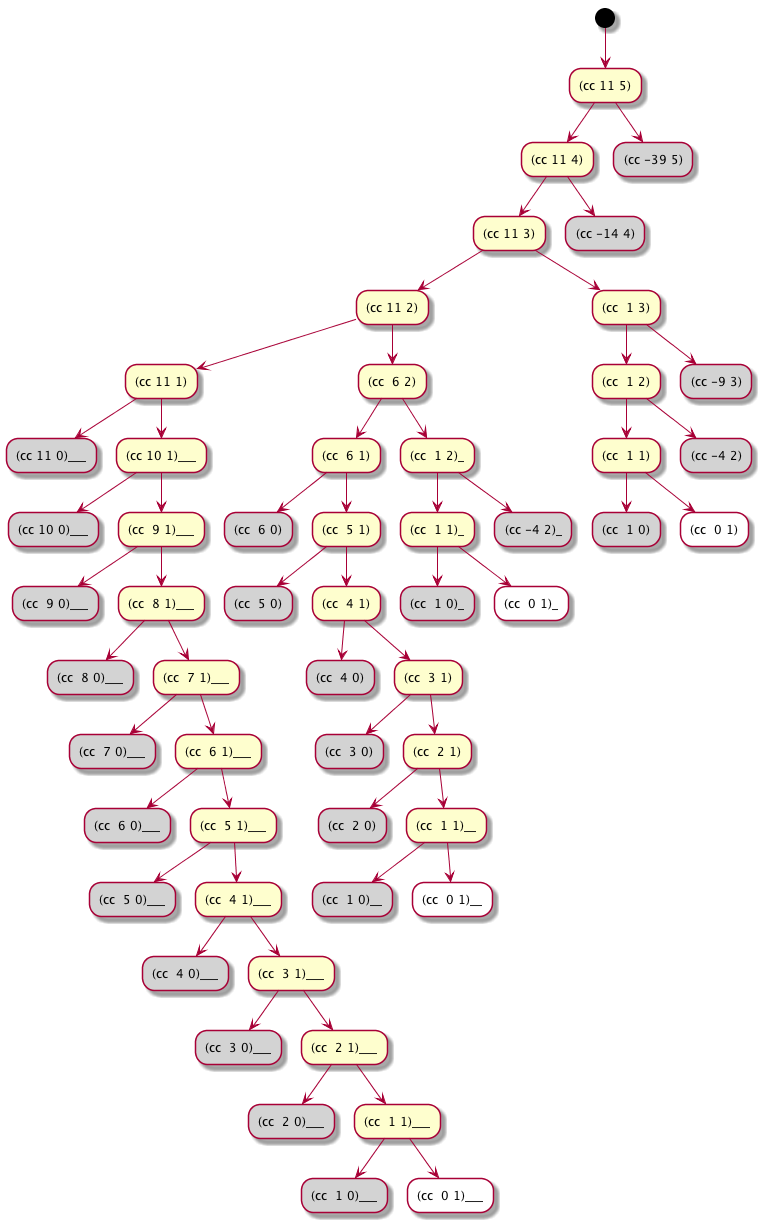 (cc 11 5)
(cc 11 4)
(cc -39 5)
(cc 11 3)
(cc -14 4)
(cc 11 2)
(cc  1 3)
(cc 11 1)
(cc  6 2)
(cc  1 2)
(cc -9 3)
(cc 11 0)___
(cc 10 1)___
(cc  6 1)
(cc  1 2)_
(cc  1 1)
(cc -4 2)
(cc 10 0)___
(cc  9 1)___
(cc  6 0)
(cc  5 1)
(cc  1 1)_
(cc -4 2)_
(cc  1 0)
(cc  0 1)
(cc  9 0)___
(cc  8 1)___
(cc  5 0)
(cc  4 1)
(cc  1 0)_
(cc  0 1)_
(cc  8 0)___
(cc  7 1)___
(cc  4 0)
(cc  3 1)
(cc  7 0)___
(cc  6 1)___
(cc  3 0)
(cc  2 1)
(cc  6 0)___
(cc  5 1)___
(cc  2 0)
(cc  1 1)__
(cc  5 0)___
(cc  4 1)___
(cc  1 0)__
(cc  0 1)__
(cc  4 0)___
(cc  3 1)___
(cc  3 0)___
(cc  2 1)___
(cc  2 0)___
(cc  1 1)___
(cc  1 0)___
(cc  0 1)___